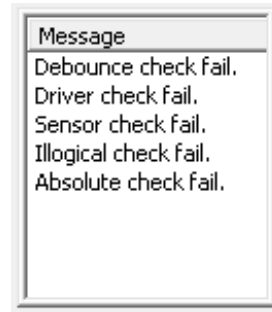 Message
Debounce check fail.
Driver check fail.
Sensor check fail.
Illogical check fail.
Absolute check fail.